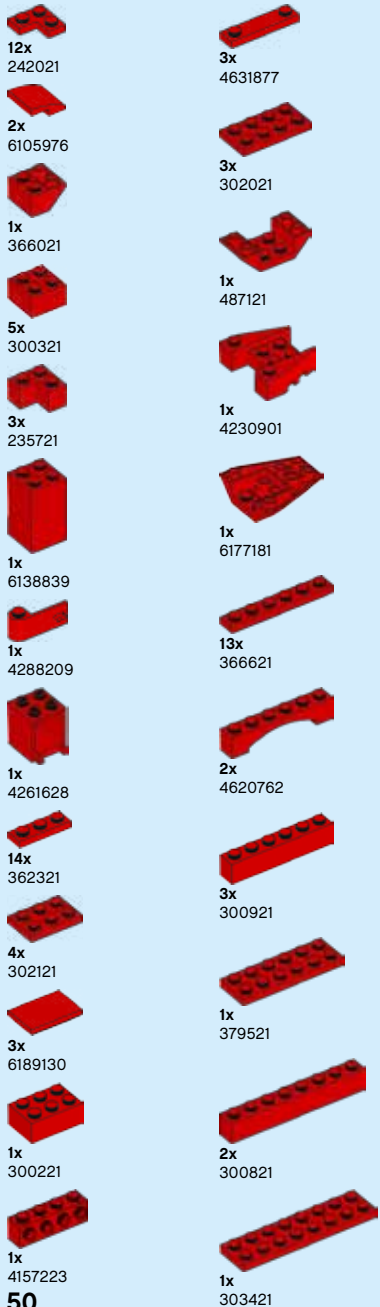 12x
242021
2x
6105976
1x
366021
5x
300321
3x
235721
1x
6138839
1x
4288209
1x
4261628
14x
362321
4x
302121
3x
6189130
1x
300221
1x
4157223
50
3x
4631877
3x
302021
1x
487121
1x
4230901
1x
6177181
13x
366621
2x
4620762
3x
300921
1x
379521
2x
300821
1x
303421